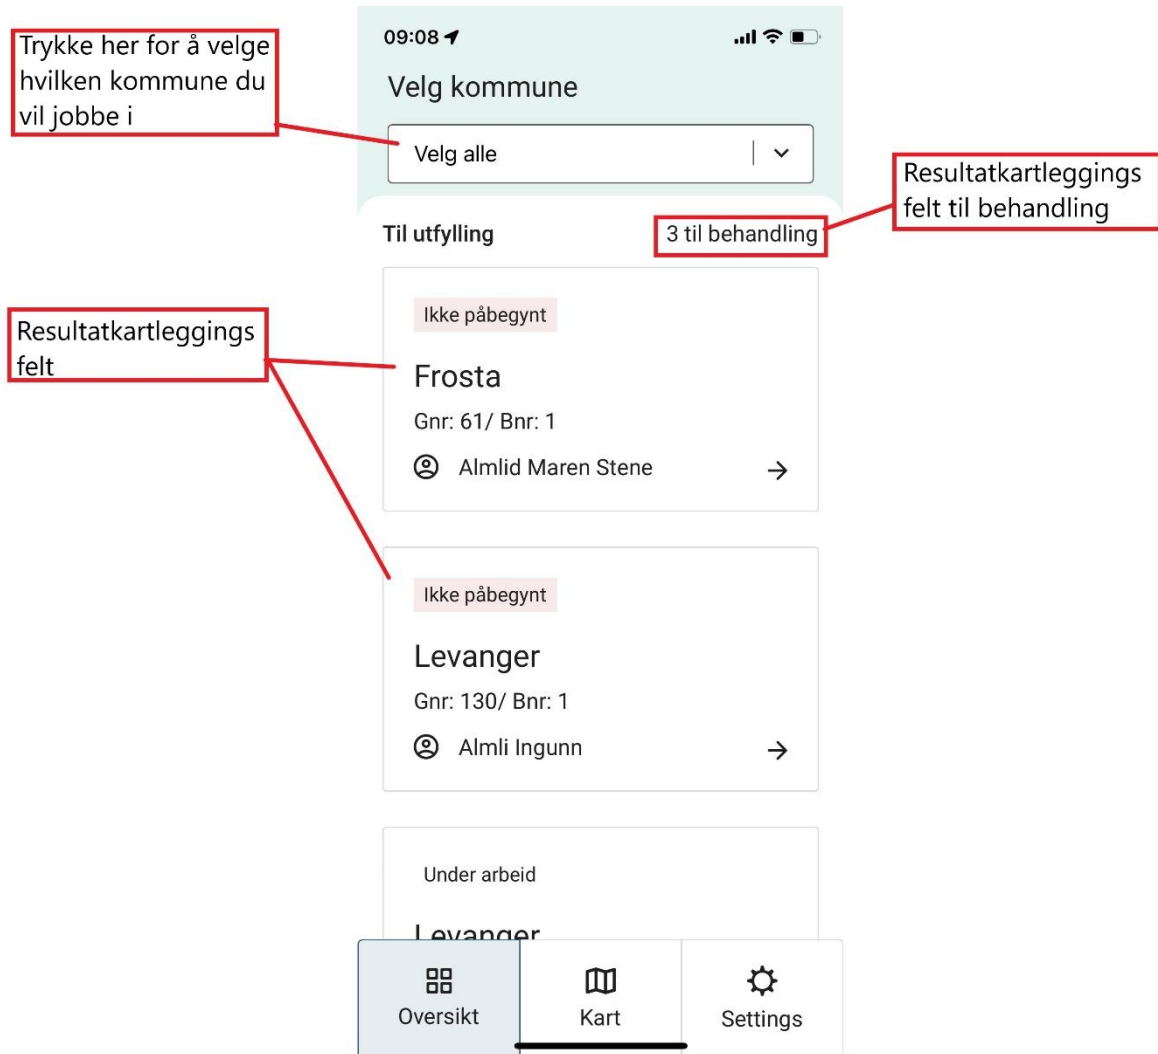 Trykke her for å velge
hvilken kommune du
vil jobbe i
09:08
Velg kommune
Velg alle
Resultatkartleggings
felt til behandling
Til utfylling
3 til behandling
Resultatkartleggings
felt
Ikke påbegynt
Frosta
Gnr: 61/ Bnr: 1
Almlid Maren Stene
Ikke påbegynt
Levanger
Gnr: 130/ Bnr: 1
Almli Ingunn
Under arbeid
Levanger
Oversikt
Kart
Settings